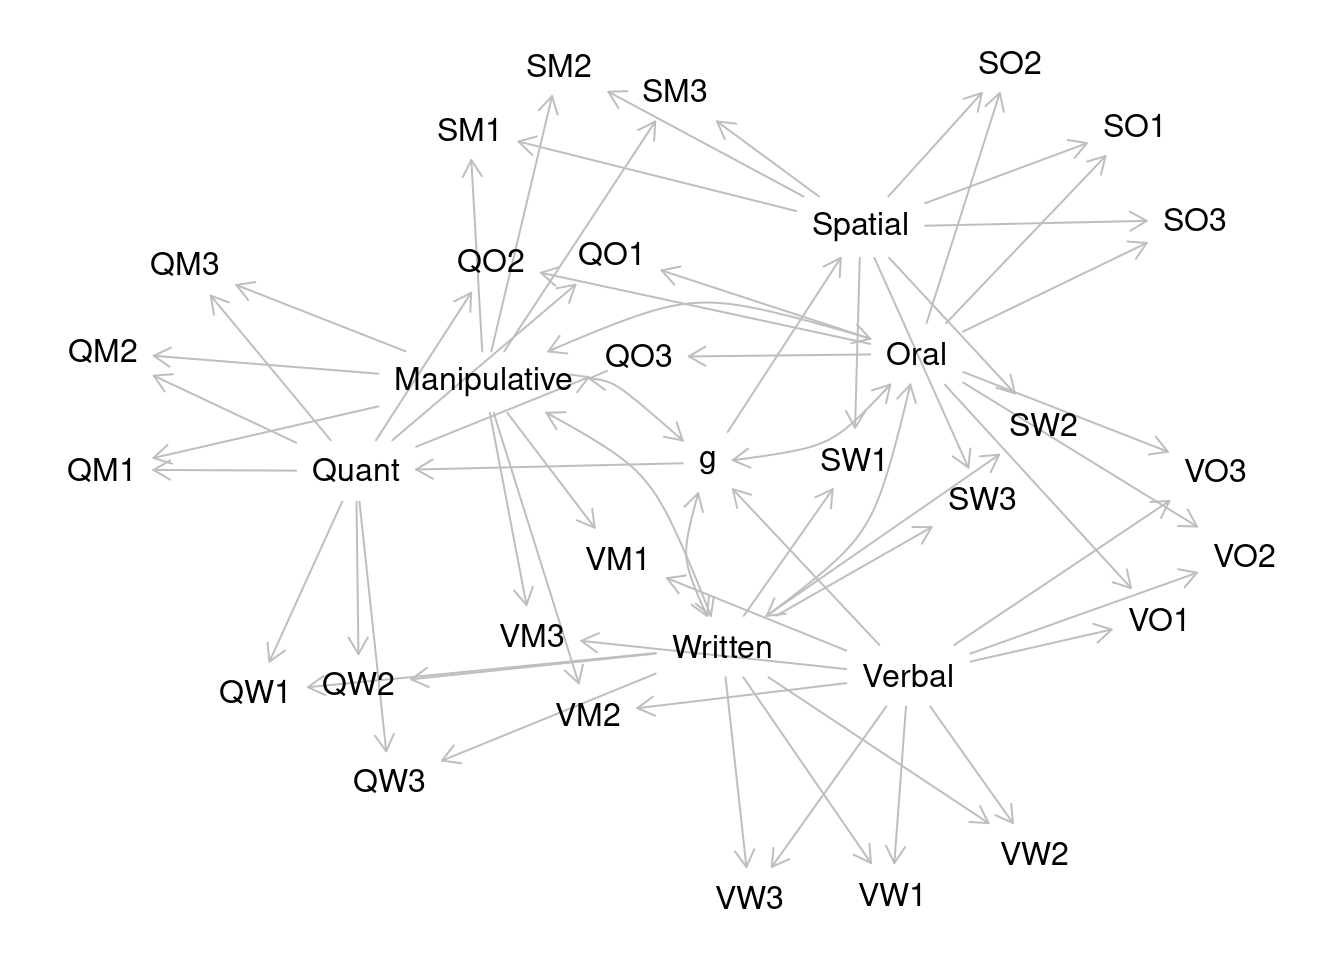 SO2
SM2
SM3
SO1
SM1
SO3
Spatial
QO1
QO2
QM3
QM2
Oral
QO3
Manipulative
SW2
g
SW1
QM1
Quant
VO3
SW3
VO2
VM1
VO1
VM3
Written
Verbal
QW2
QW1
VM2
QW3
VW2
VW1
VW3